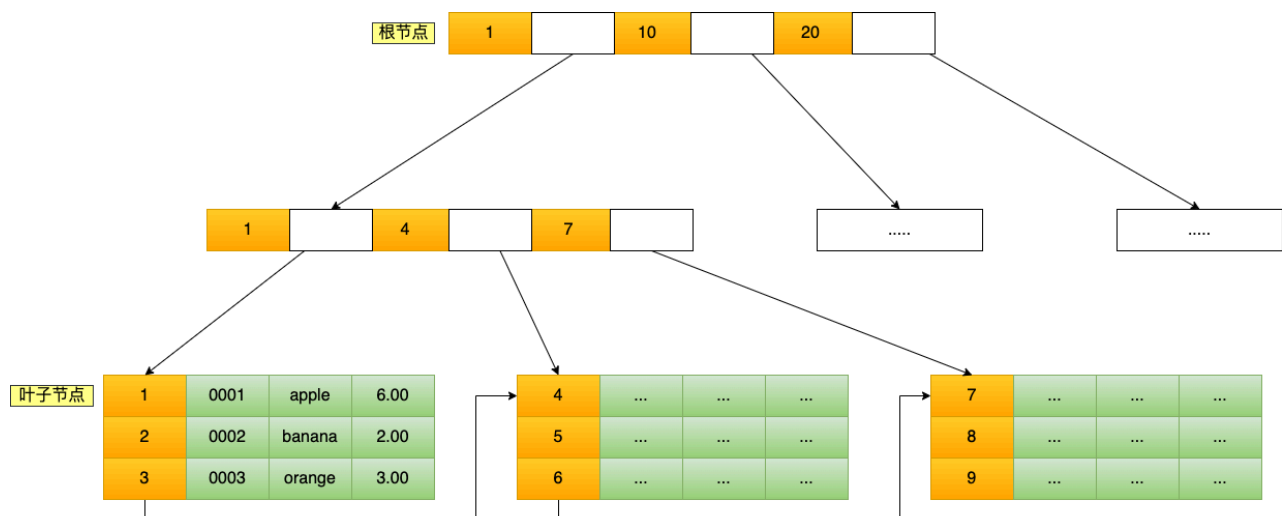 根节点 1 10 20
1 4 7 ..... .....
叶子节点 1 0001 apple 6.00 4 ... ... ... 7 ... ... ...
2 0002 banana 2.00 5 ... ... ... 8 ... ... ...
3 0003 orange 3.00 6 ... ... ... 9 ... ... ...